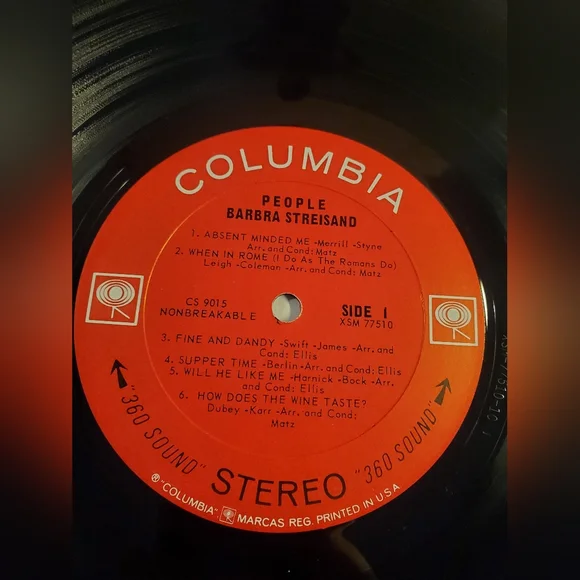 COLUMBIA
PEOPLE
BARBRA STREISAND
1. ABSENT MINDED ME -Merrill -Styne
Arr. and Cond: Matz
2. WHEN IN ROME (I Do As The Romans Do)
Leigh -Coleman -Arr. and Cond: Matz
CS 9015
NONBREAKABLE
SIDE 1
XSM 77510
3. FINE AND DANDY -Swift -James -Arr. and
Cond: Ellis
4. SUPPER TIME -Berlin -Arr. and Cond: Ellis
5. WILL HE LIKE ME -Harnick -Bock -Arr.
and Cond: Ellis
6. HOW DOES THE WINE TASTE?
Dubey -Karr -Arr. and Cond:
Matz
"360 SOUND" STEREO "360 SOUND"
℗ "COLUMBIA" MARCAS REG. PRINTED IN U.S.A.